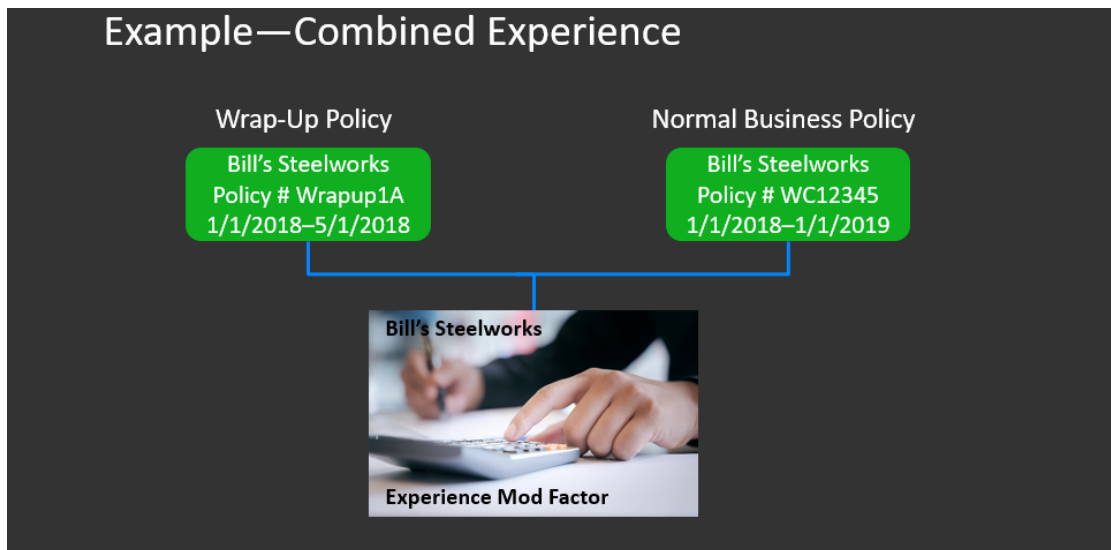 Example—Combined Experience
Wrap-Up Policy
Bill’s Steelworks
Policy # Wrapup1A
1/1/2018–5/1/2018
Normal Business Policy
Bill’s Steelworks
Policy # WC12345
1/1/2018–1/1/2019
Bill’s Steelworks
Experience Mod Factor